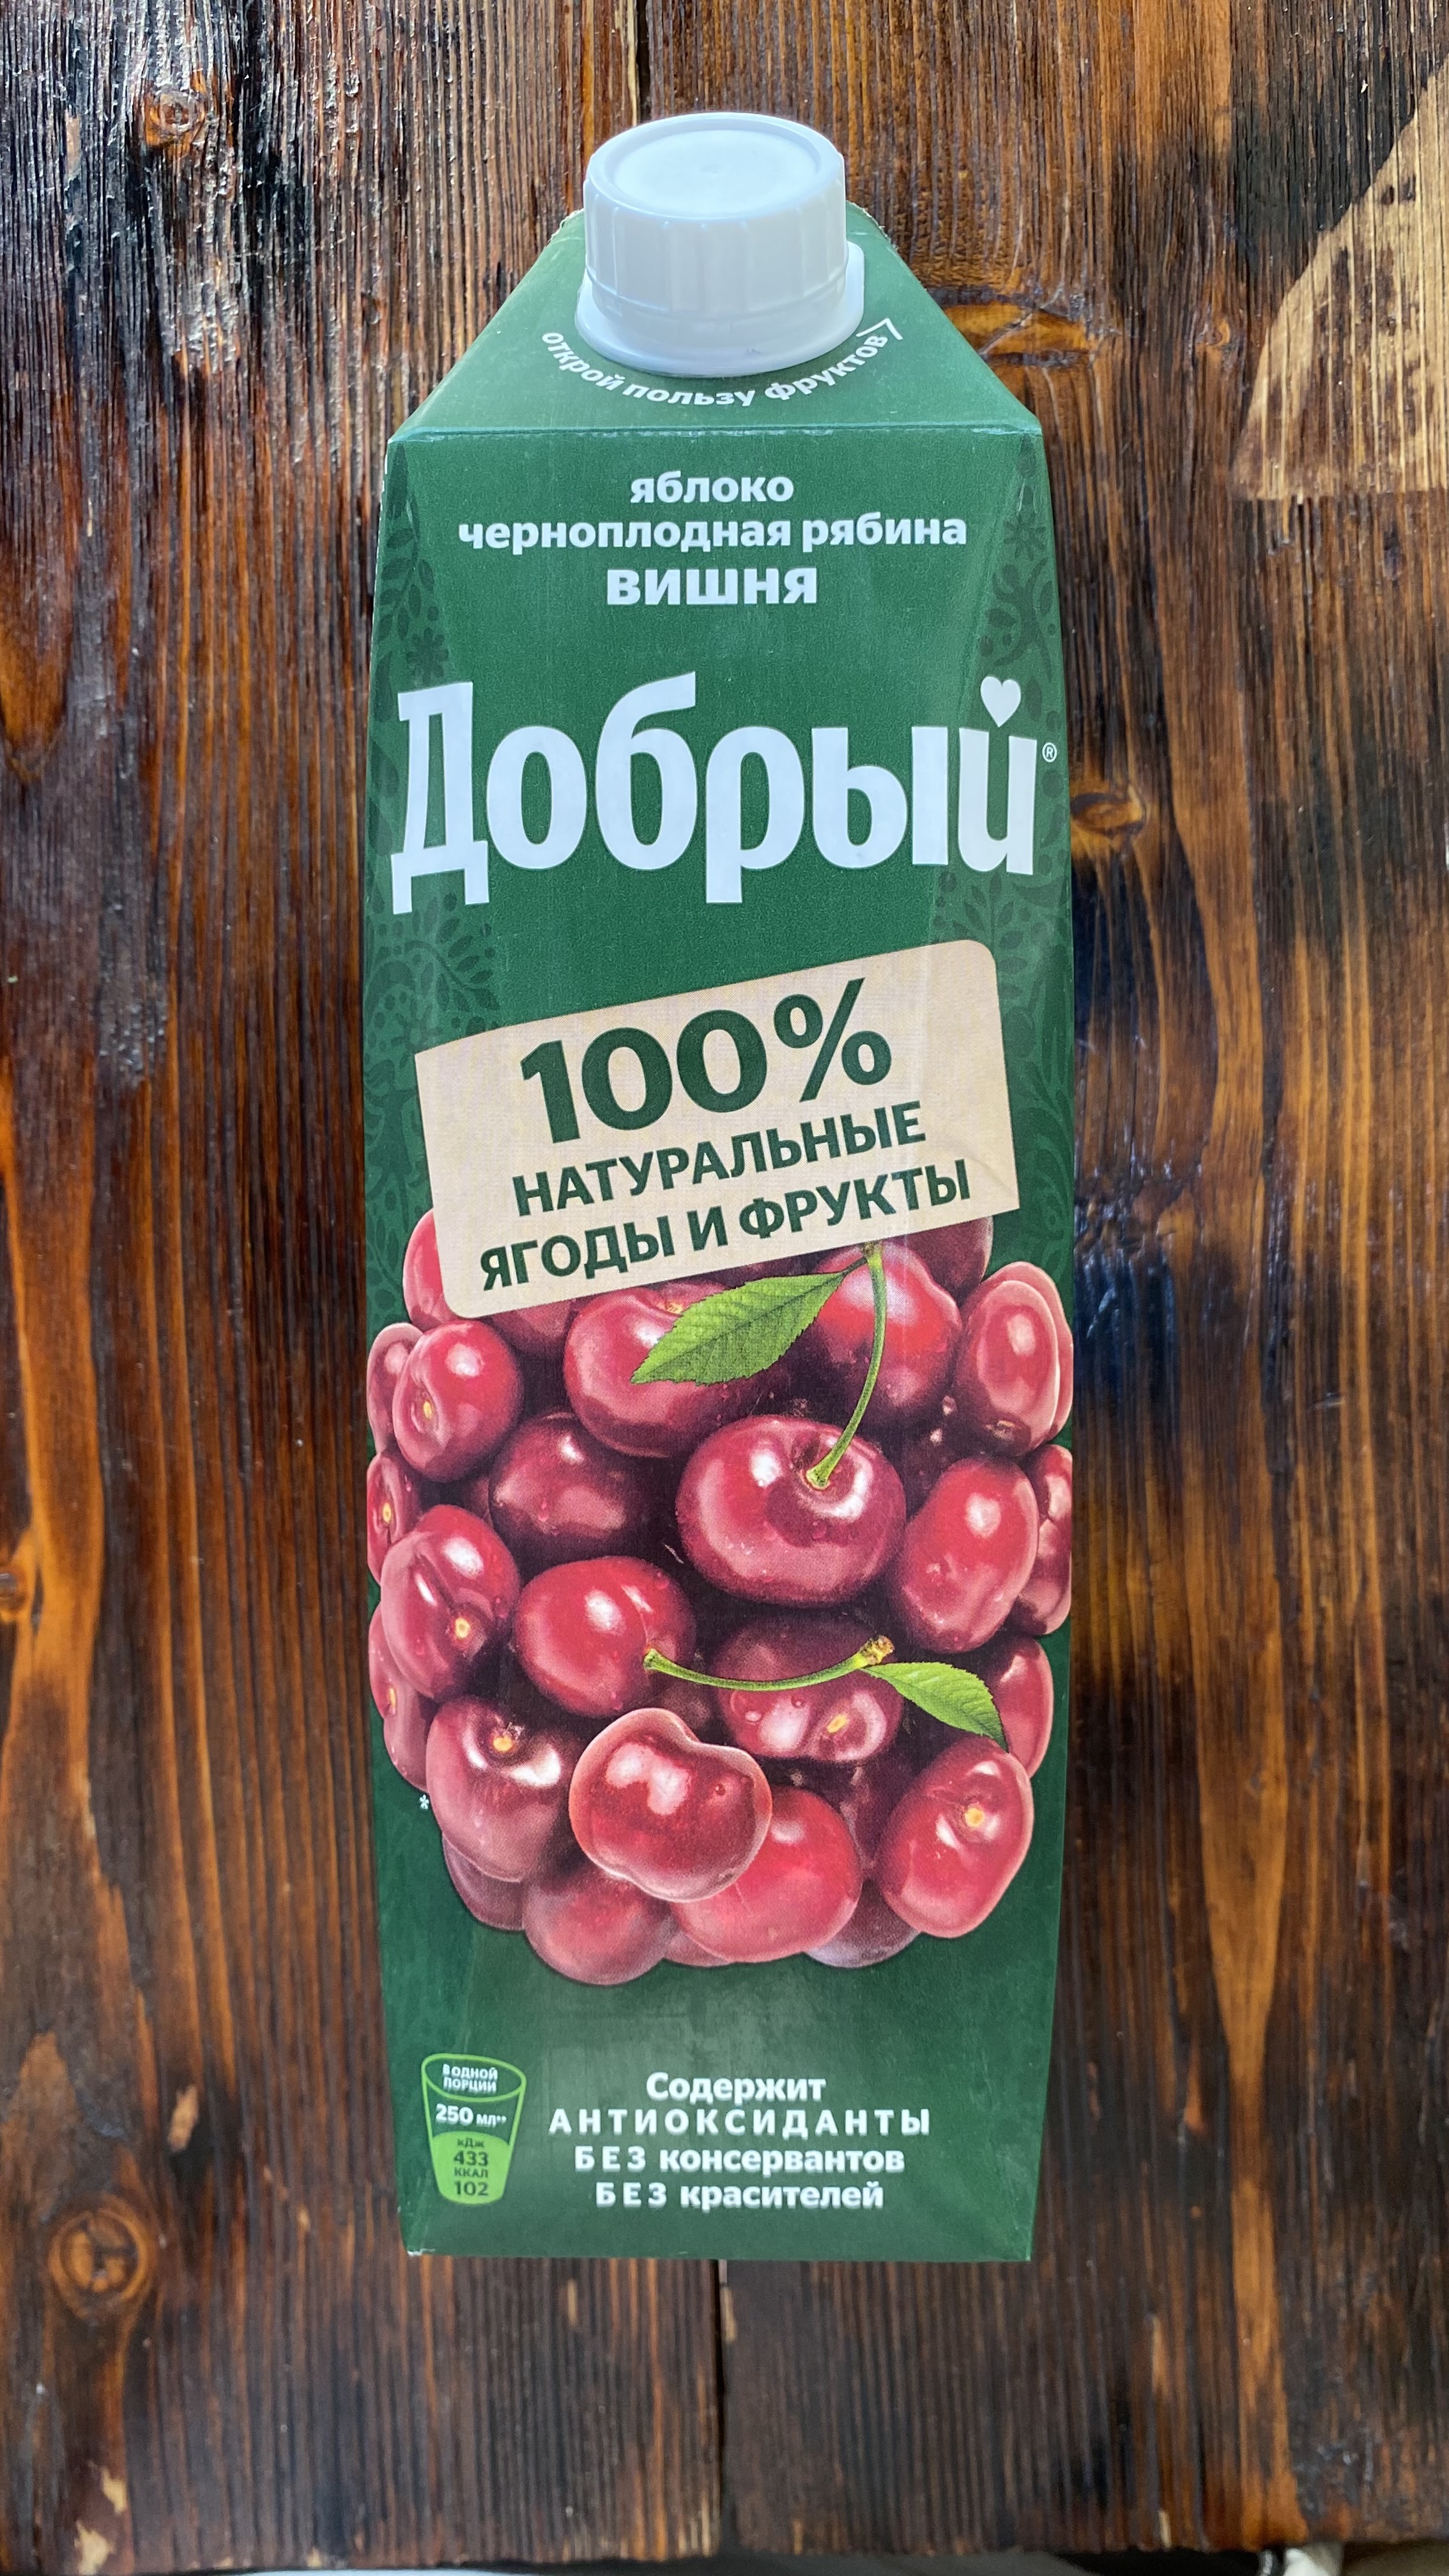 открой пользу фруктов
яблоко
черноплодная рябина
вишня
Добрый®
100%
НАТУРАЛЬНЫЕ
ЯГОДЫ И ФРУКТЫ
*
В ОДНОЙ
ПОРЦИИ
250 мл**
кДж
433
ККАЛ
102
Содержит
АНТИОКСИДАНТЫ
БЕЗ консервантов
БЕЗ красителей